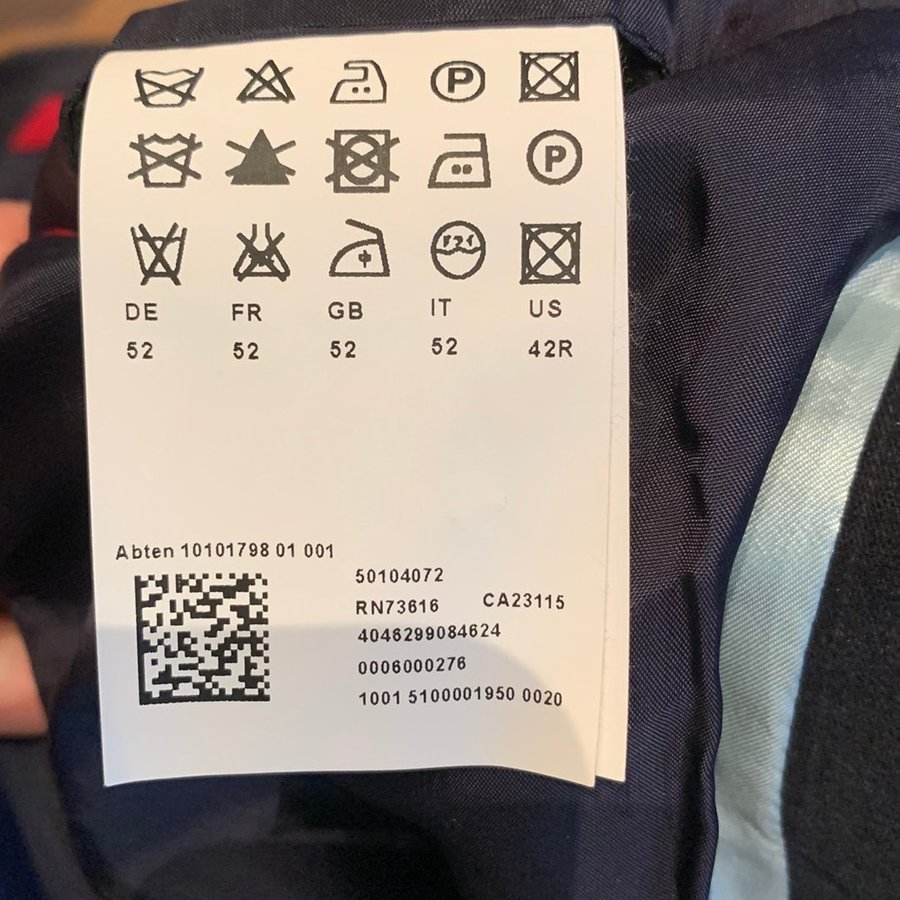 P
P
DE FR GB IT US
52 52 52 52 42R
Abten 10101798 01 001
50104072
RN73616 CA23115
4046299084624
0006000276
1001 5100001950 0020